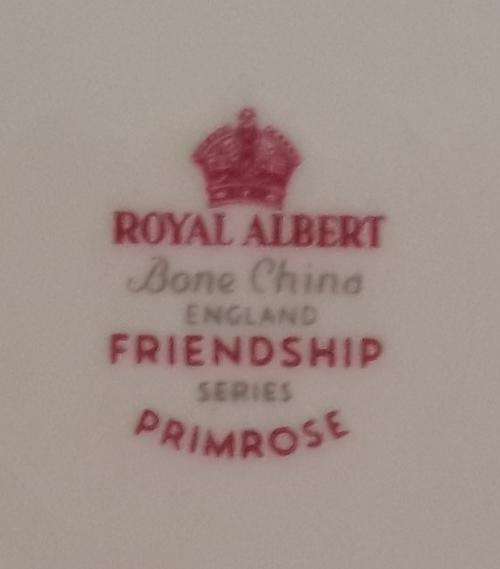 ROYAL ALBERT
Bone China
ENGLAND
FRIENDSHIP
SERIES
PRIMROSE